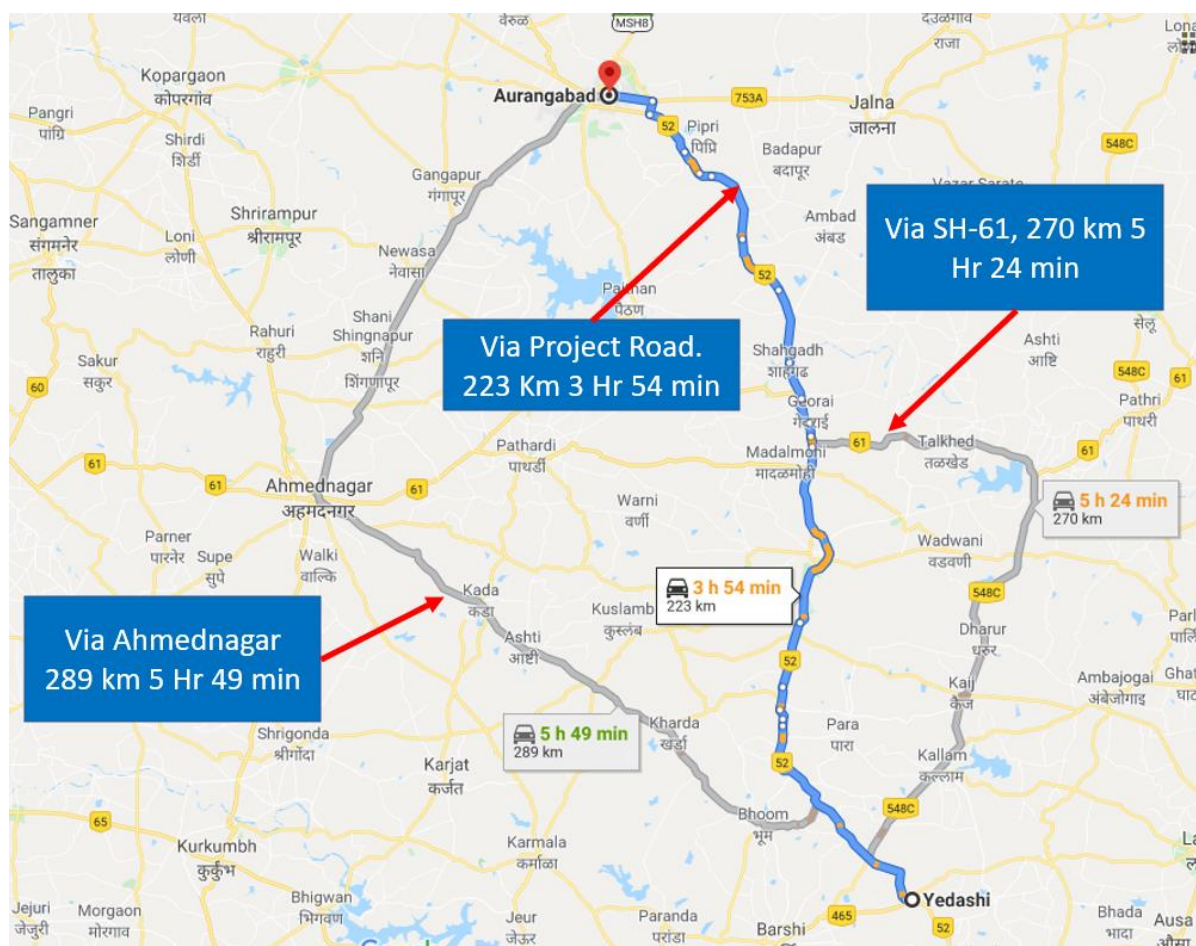 येवला
वेरुळ
MSH8
देउळगाव
राजा
Kopargaon
कोपरगांव
Aurangabad
753A
Jalna
जालना
Pangri
पांग्रि
Shirdi
शिर्डी
52
Pipri
पिप्रि
Badapur
बदापूर
548C
Gangapur
गंगापूर
Sangamner
संगमनेर
तालुका
Loni
लोणी
Shrirampur
श्रीरामपूर
Ambad
अंबड
Via SH-61, 270 km 5
Hr 24 min
Newasa
नेवासा
52
पैठण
सेलू
Shani
Shingnapur
शनि
शिंगणापूर
Rahuri
राहुरी
Via Project Road.
223 Km 3 Hr 54 min
Shahgadh
शाहगढ
Ashti
आष्टि
Sakur
सकुर
60
548C
61
Georai
गेवराई
Pathri
पाथरी
Pathardi
पाथर्डी
Madalmohi
मादळमोही
61
Talkhed
तळखेड
61
61
Ahmednagar
अहमदनगर
61
Warni
वर्णी
5 h 24 min
270 km
Parner
पारनेर
Supe
सुपे
Walki
वाल्कि
Wadwani
वडवणी
Kada
कडा
3 h 54 min
223 km
548C
Kuslamb
कुस्लंब
Dharur
धरुर
Via Ahmednagar
289 km 5 Hr 49 min
Ashti
आष्टी
52
Kaij
कैज
Ambajogai
अंबेजोगाई
Shrigonda
श्रीगोंदा
5 h 49 min
289 km
Kharda
खर्डा
Para
पारा
Karjat
कर्जत
52
Kallam
कल्लाम
Bhoom
भूम
548C
65
Kurkumbh
कुर्कुंभ
Karmala
कर्माळा
Yedashi
Jejuri
जेजुरी
Morgaon
मोरगाव
Bhigwan
भिगवण
Jeur
जेऊर
Paranda
परांडा
Barshi
465
52
Bhada
भादा
Ausa